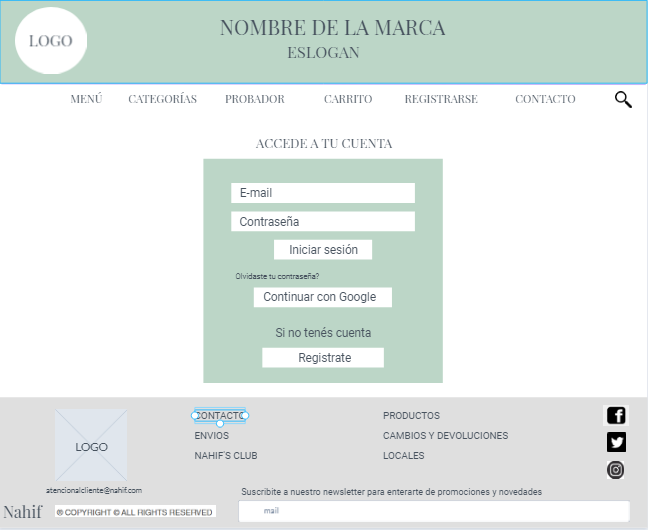 LOGO
NOMBRE DE LA MARCA
ESLOGAN
MENÚ CATEGORÍAS PROBADOR CARRITO REGISTRARSE CONTACTO
ACCEDE A TU CUENTA
E-mail
Contraseña
Iniciar sesión
Olvidaste tu contraseña?
Continuar con Google
Si no tenés cuenta
Registrate
LOGO
atencionalcliente@nahif.com
CONTACTO
ENVIOS
NAHIF'S CLUB
PRODUCTOS
CAMBIOS Y DEVOLUCIONES
LOCALES
Suscribite a nuestro newsletter para enterarte de promociones y novedades
mail
Nahif
® COPYRIGHT © ALL RIGHTS RESERVED